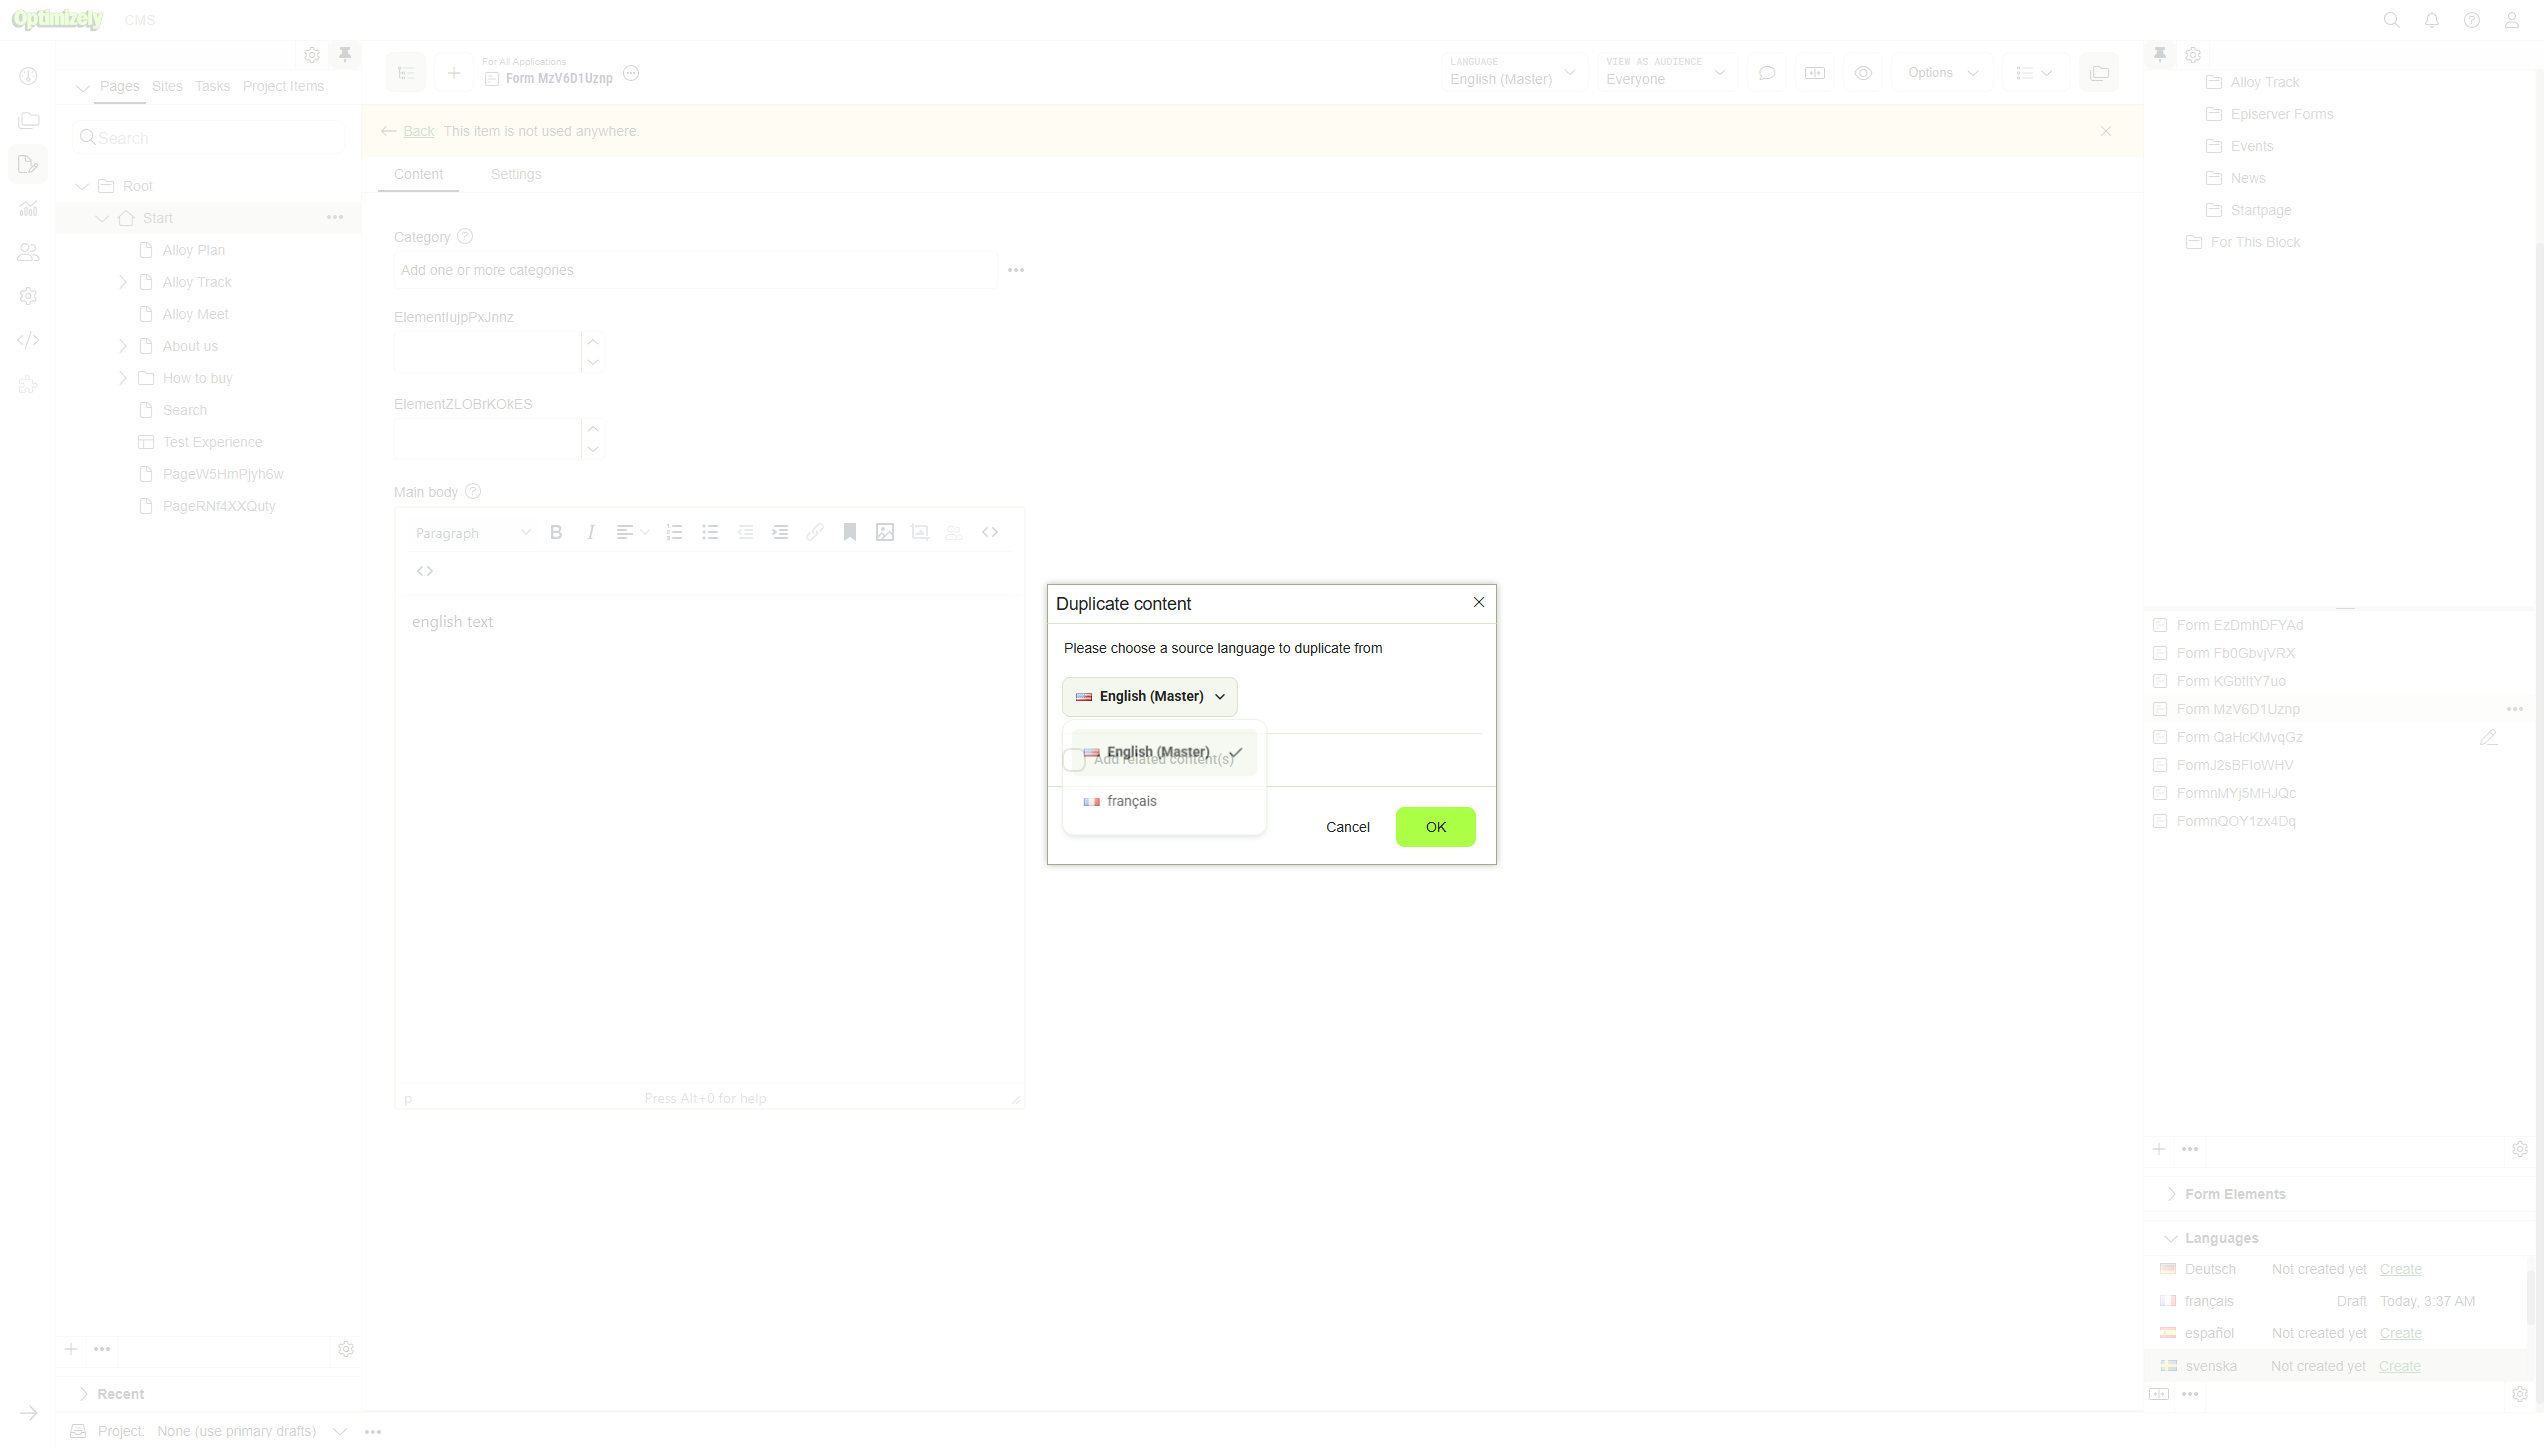 Optimizely CMS
Pages Sites Tasks Project Items
Search
Root
Start
Alloy Plan
Alloy Track
Alloy Meet
About us
How to buy
Search
Test Experience
PageW5HmPjyh6w
PageRNf4XXQuty
Recent
Project: None (use primary drafts)
For All Applications
Form MzV6D1Uznp
LANGUAGE
English (Master)
VIEW AS AUDIENCE
Everyone
Options
Back This item is not used anywhere.
Content Settings
Category
Add one or more categories
ElementIujpPxJnnz
ElementZLOBrKOkES
Main body
Paragraph
english text
p Press Alt+0 for help
Duplicate content
Please choose a source language to duplicate from
English (Master)
English (Master)
Add related content(s)
français
Cancel OK
Alloy Track
Episerver Forms
Events
News
Startpage
For This Block
Form EzDmhDFYAd
Form Fb0GbvjVRX
Form KGbtItY7uo
Form MzV6D1Uznp
Form QaHcKMvqGz
FormJ2sBFIoWHV
FormnMYj5MHJQc
FormnQOY1zx4Dq
Form Elements
Languages
Deutsch Not created yet Create
français Draft Today, 3:37 AM
español Not created yet Create
svenska Not created yet Create